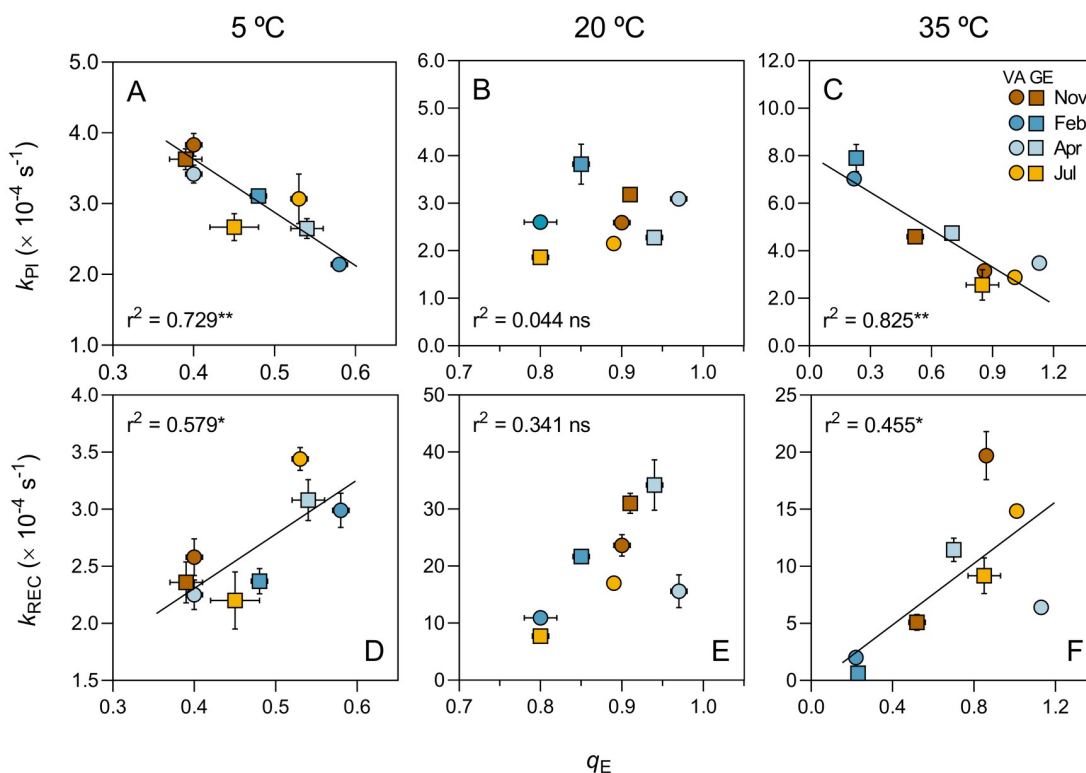 5 ºC
20 ºC
35 ºC
k_PI (× 10^-4 s^-1)
5.0
4.0
3.0
2.0
1.0
A
r² = 0.729**
0.3
0.4
0.5
0.6
6.0
5.0
4.0
3.0
2.0
1.0
0.0
B
r² = 0.044 ns
0.7
0.8
0.9
1.0
12.0
10.0
8.0
6.0
4.0
2.0
0.0
C
VA GE
Nov
Feb
Apr
Jul
r² = 0.825**
0.0
0.3
0.6
0.9
1.2
k_REC (× 10^-4 s^-1)
4.0
3.5
3.0
2.5
2.0
1.5
r² = 0.579*
D
0.3
0.4
0.5
0.6
50
40
30
20
10
0
r² = 0.341 ns
E
0.7
0.8
0.9
1.0
25
20
15
10
5
0
r² = 0.455*
F
0.0
0.4
0.8
1.2
q_E